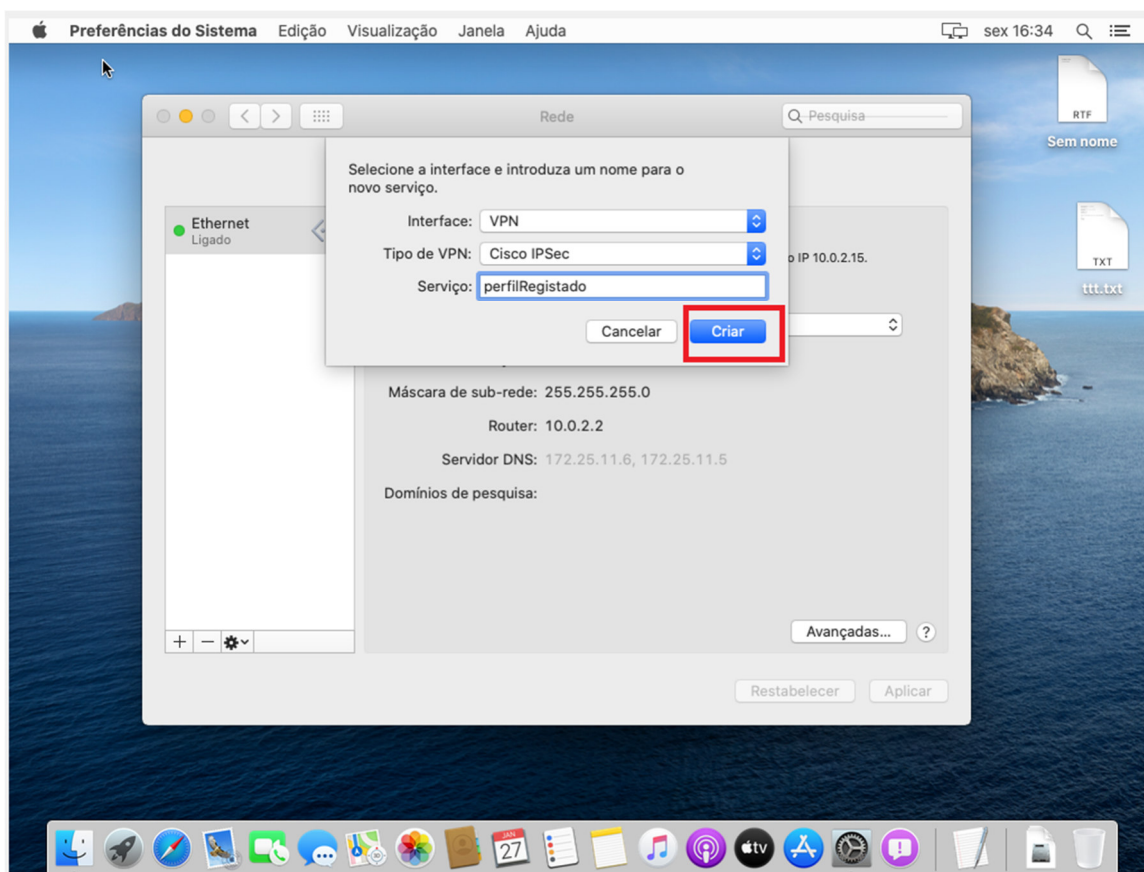 Preferências do Sistema Edição Visualização Janela Ajuda sex 16:34
Rede
Pesquisa
RTF
Sem nome
Selecione a interface e introduza um nome para o
novo serviço.
Interface: VPN
Tipo de VPN: Cisco IPSec
Serviço: perfilRegistado
Cancelar Criar
Ethernet
Ligado
o IP 10.0.2.15.
TXT
ttt.txt
Máscara de sub-rede: 255.255.255.0
Router: 10.0.2.2
Servidor DNS: 172.25.11.6, 172.25.11.5
Domínios de pesquisa:
Avançadas... ?
Restabelecer Aplicar
JAN
27
tv